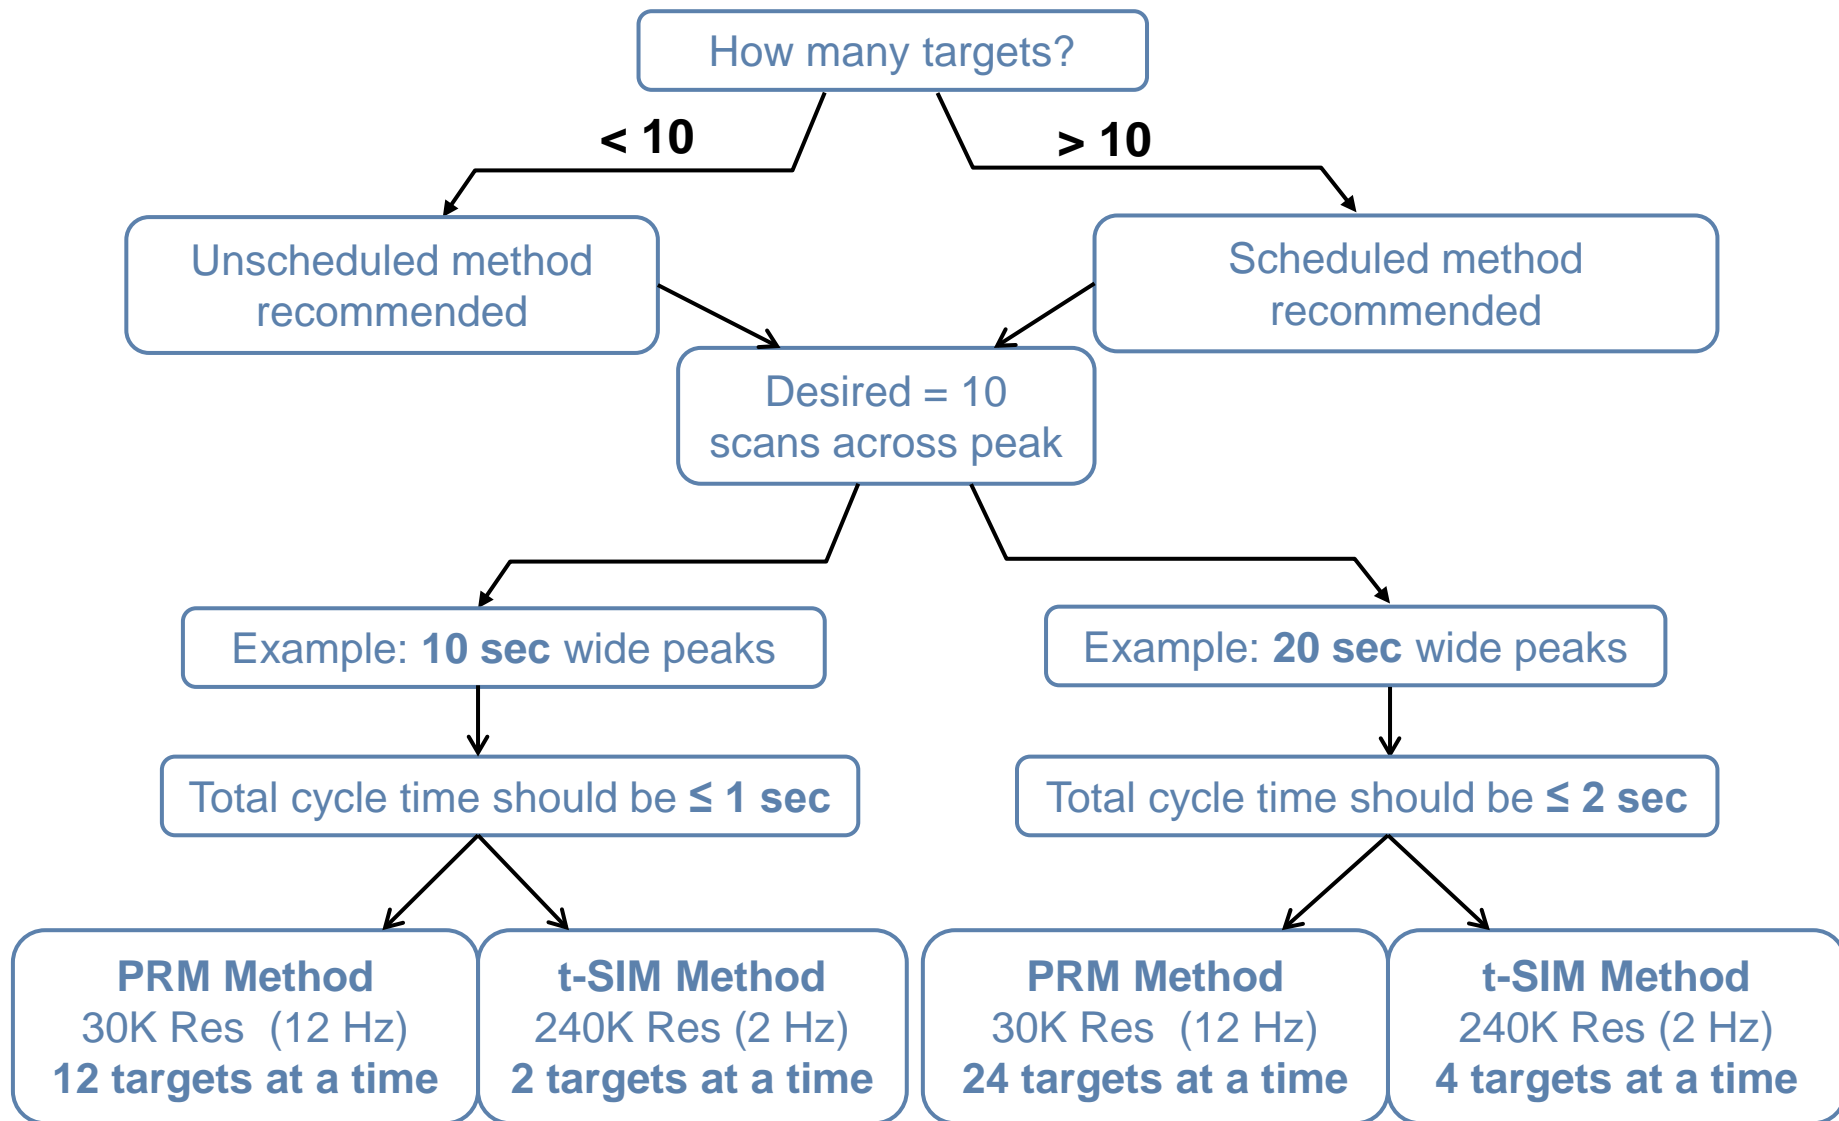 How many targets?
< 10
> 10
Unscheduled method
recommended
Scheduled method
recommended
Desired = 10
scans across peak
Example: 10 sec wide peaks
Example: 20 sec wide peaks
Total cycle time should be ≤ 1 sec
Total cycle time should be ≤ 2 sec
PRM Method
30K Res (12 Hz)
12 targets at a time
t-SIM Method
240K Res (2 Hz)
2 targets at a time
PRM Method
30K Res (12 Hz)
24 targets at a time
t-SIM Method
240K Res (2 Hz)
4 targets at a time